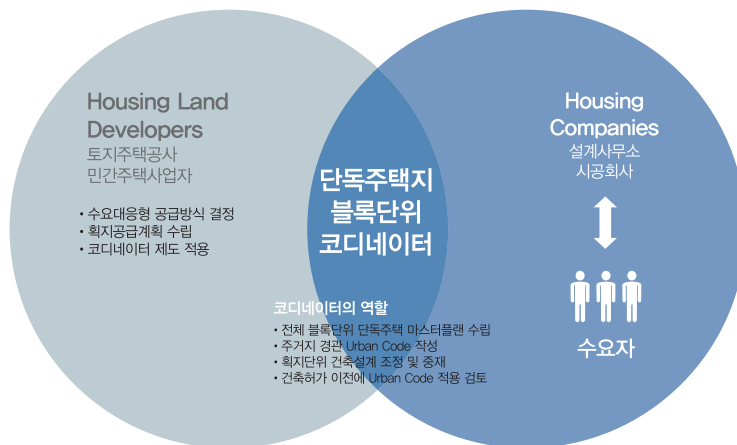 Housing Land
Developers
토지주택공사
민간주택사업자
• 수요대응형 공급방식 결정
• 획지공급계획 수립
• 코디네이터 제도 적용
단독주택지
블록단위
코디네이터
코디네이터의 역할
• 전체 블록단위 단독주택 마스터플랜 수립
• 주거지 경관 Urban Code 작성
• 획지단위 건축설계 조정 및 중재
• 건축허가 이전에 Urban Code 적용 검토
Housing
Companies
설계사무소
시공회사
수요자